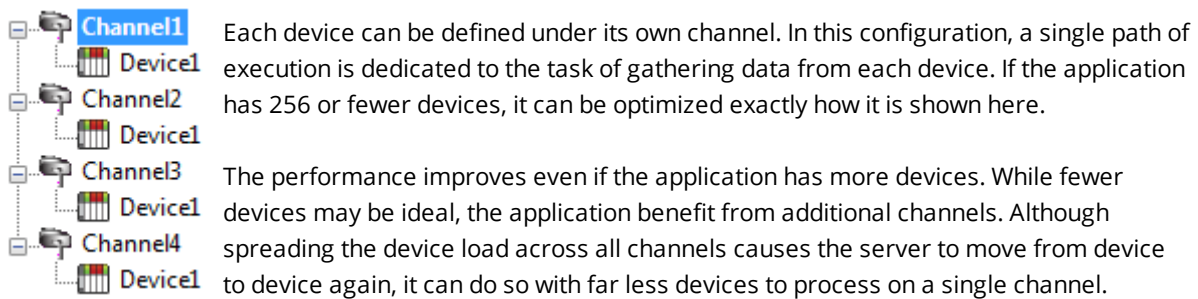 Channel1
Device1
Channel2
Device1
Channel3
Device1
Channel4
Device1
Each device can be defined under its own channel. In this configuration, a single path of
execution is dedicated to the task of gathering data from each device. If the application
has 256 or fewer devices, it can be optimized exactly how it is shown here.
The performance improves even if the application has more devices. While fewer
devices may be ideal, the application benefit from additional channels. Although
spreading the device load across all channels causes the server to move from device
to device again, it can do so with far less devices to process on a single channel.